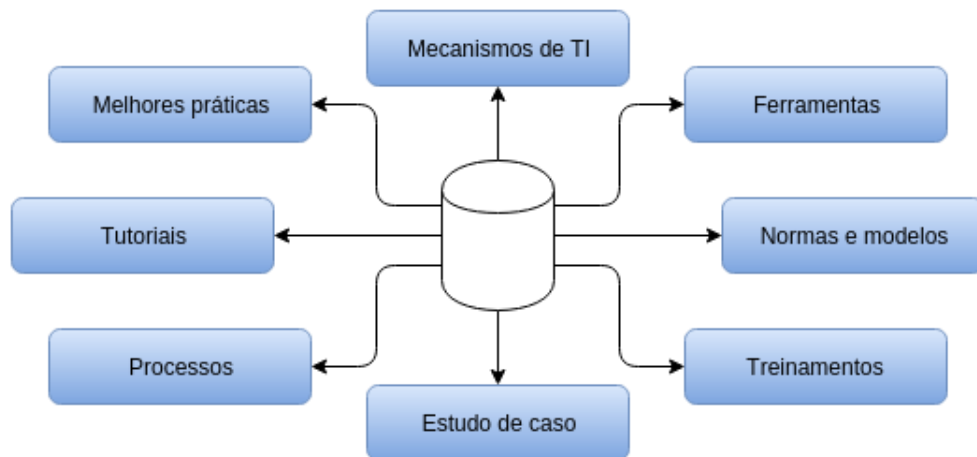 Mecanismos de TI
Melhores práticas
Ferramentas
Tutoriais
Normas e modelos
Processos
Treinamentos
Estudo de caso